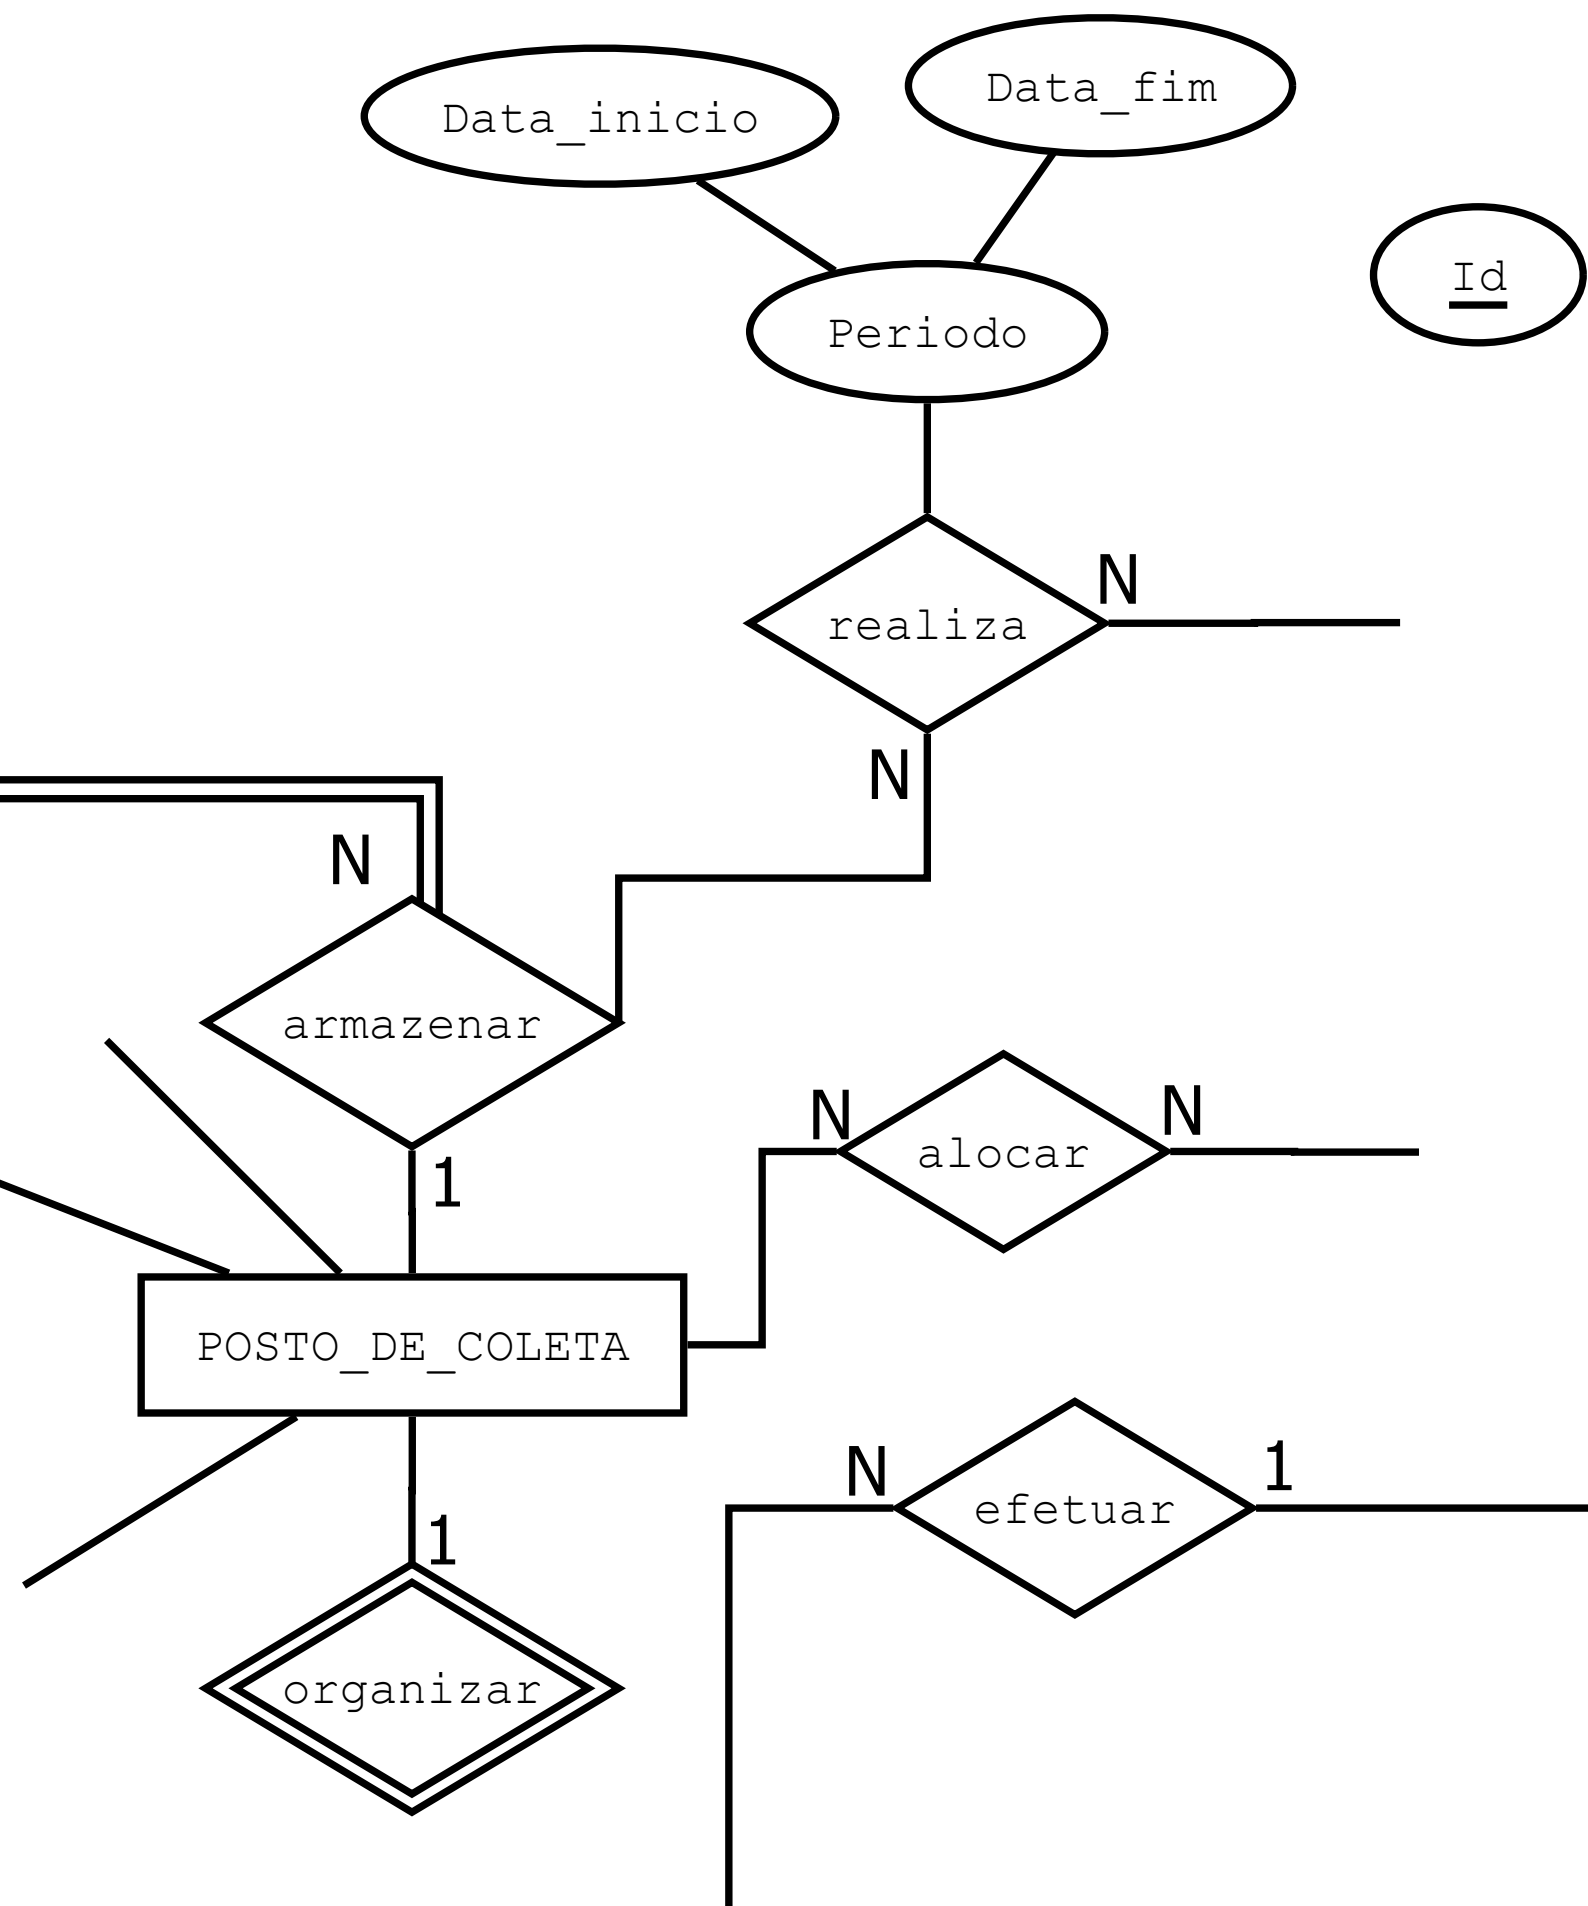 Data_inicio
Data_fim
Id
Periodo
N
realiza
N
N
armazenar
N
N
alocar
1
POSTO_DE_COLETA
N
1
efetuar
1
organizar